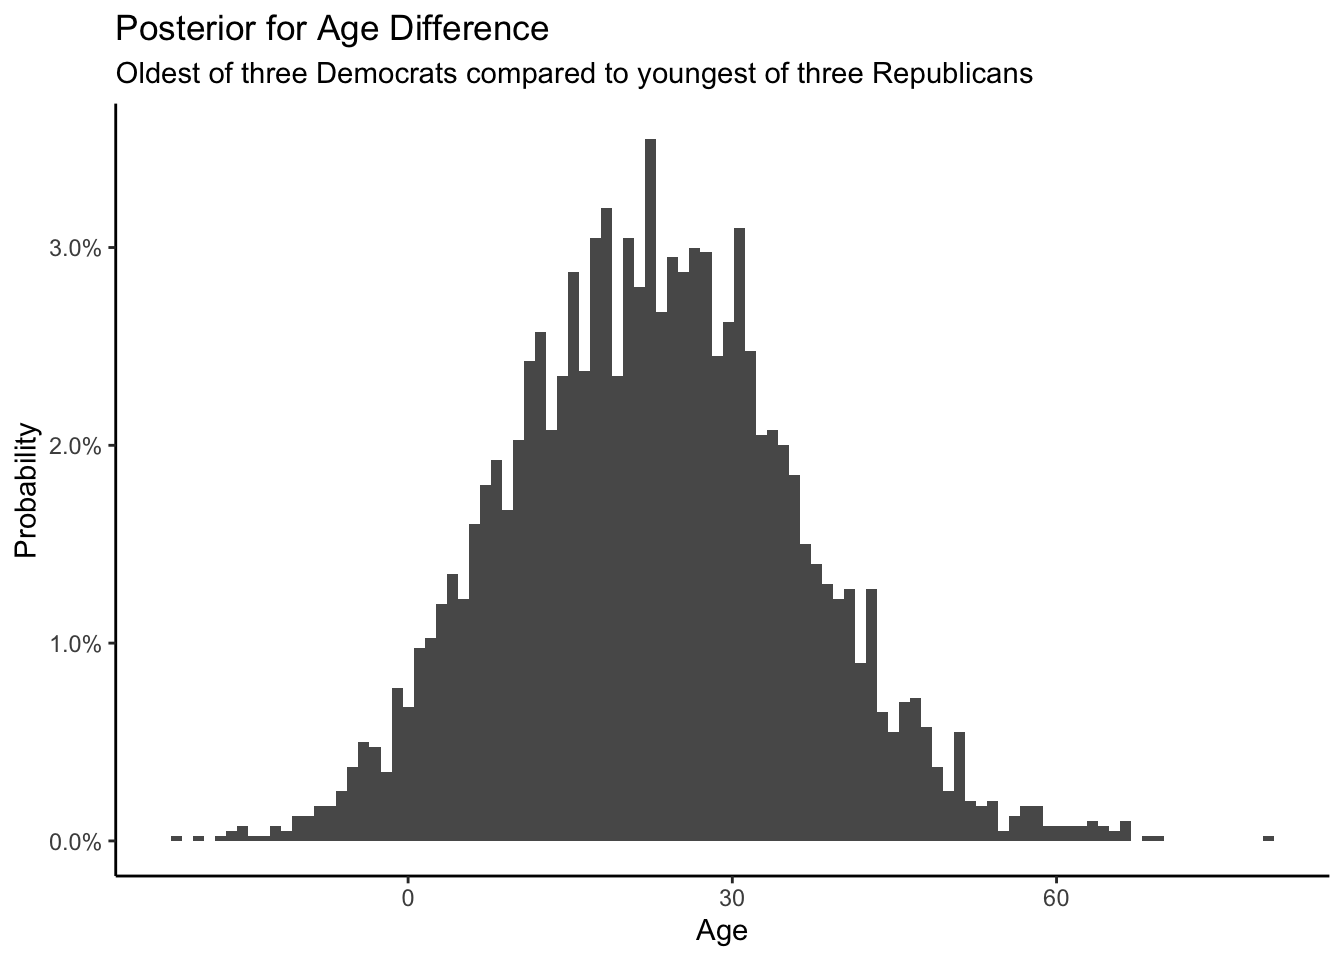 Posterior for Age Difference
Oldest of three Democrats compared to youngest of three Republicans
3.0%
2.0%
1.0%
0.0%
Probability
0
30
60
Age